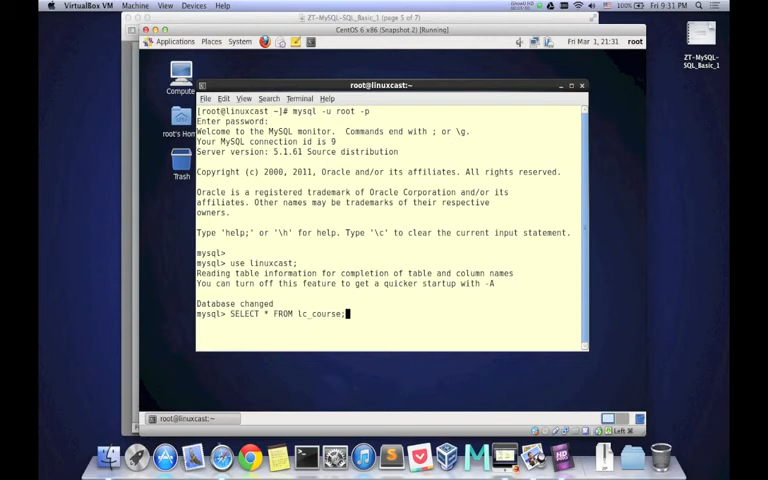 VirtualBox VM Machine View Devices Help
100% Fri 9:31 PM
ZT-MySQL-SQL_Basic_1 (page 5 of 7)
CentOS 6 x86 (Snapshot 2) [Running]
Applications Places System
Fri Mar 1, 21:31 root
ZT-MySQL-
SQL_Basic_1
Compute
root's Hom
Trash
root@linuxcast:~
File Edit View Search Terminal Help
[root@linuxcast ~]# mysql -u root -p
Enter password:
Welcome to the MySQL monitor.  Commands end with ; or \g.
Your MySQL connection id is 9
Server version: 5.1.61 Source distribution
Copyright (c) 2000, 2011, Oracle and/or its affiliates. All rights reserved.
Oracle is a registered trademark of Oracle Corporation and/or its
affiliates. Other names may be trademarks of their respective
owners.
Type 'help;' or '\h' for help. Type '\c' to clear the current input statement.
mysql>
mysql> use linuxcast;
Reading table information for completion of table and column names
You can turn off this feature to get a quicker startup with -A
Database changed
mysql> SELECT * FROM lc_course;
root@linuxcast:~
Left ⌘